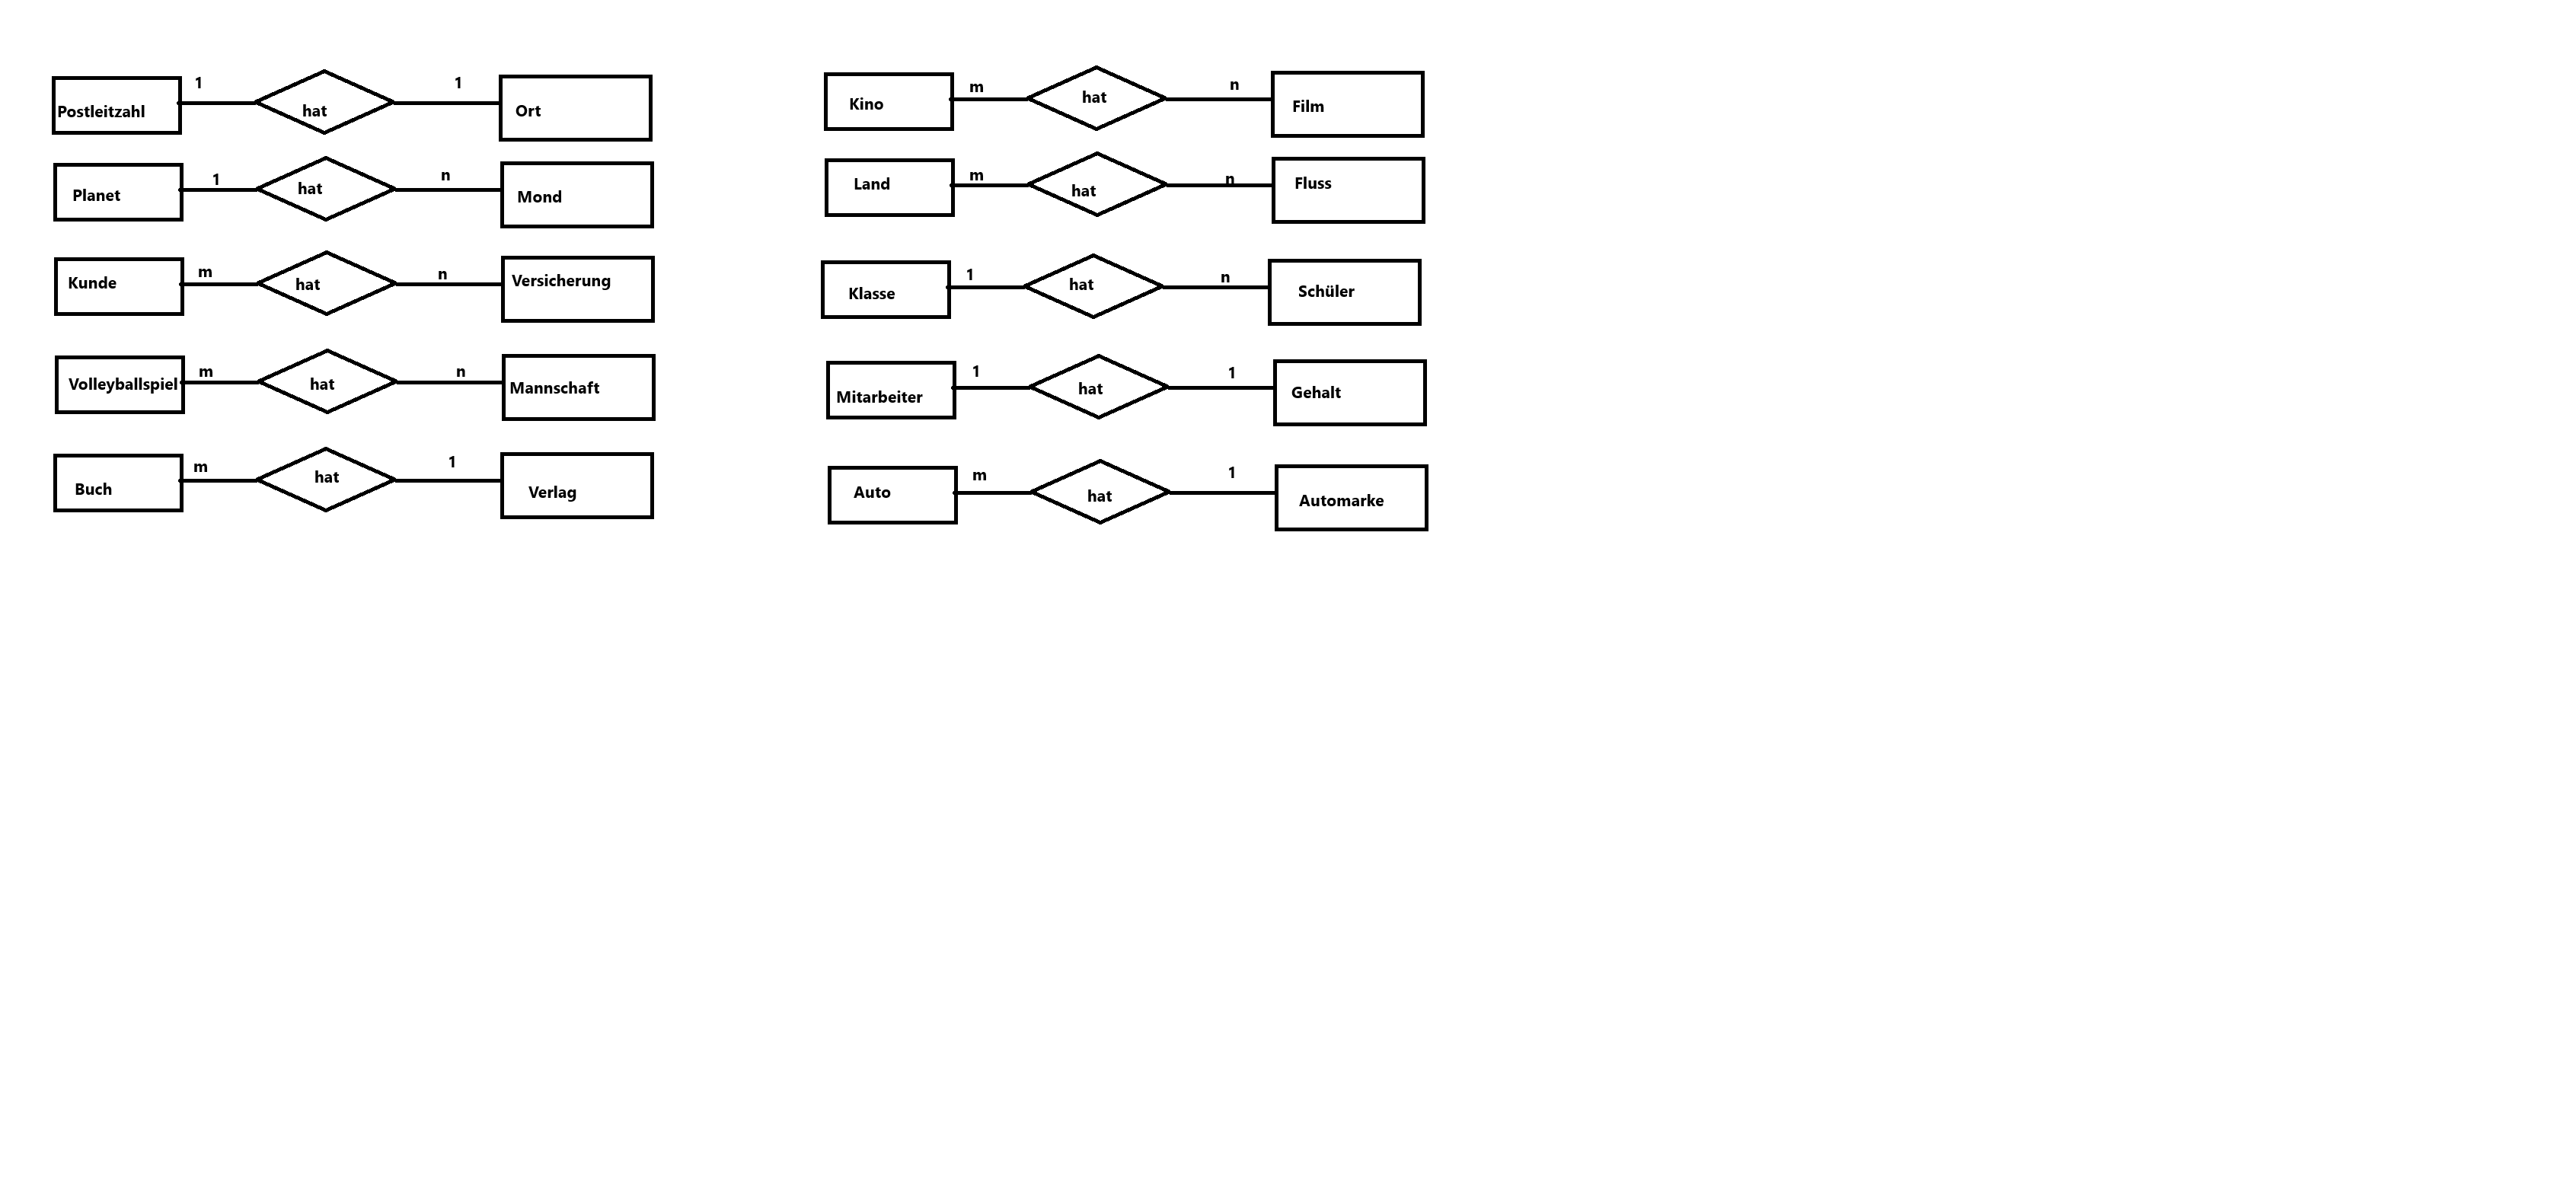 1 1
Postleitzahl hat Ort
1 n
Planet hat Mond
m n
Kunde hat Versicherung
m n
Volleyballspiel hat Mannschaft
m 1
Buch hat Verlag
m n
Kino hat Film
m n
Land hat Fluss
1 n
Klasse hat Schüler
1 1
Mitarbeiter hat Gehalt
m 1
Auto hat Automarke